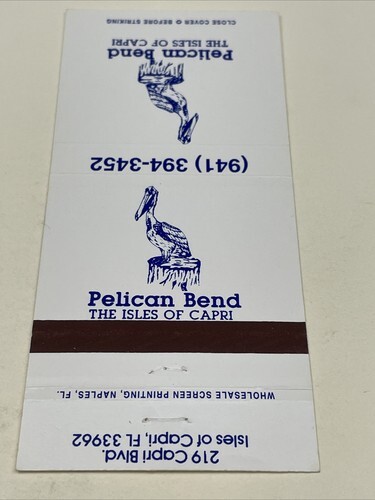 CLOSE COVER BEFORE STRIKING
Pelican Bend
THE ISLES OF CAPRI
(941) 394-3452
Pelican Bend
THE ISLES OF CAPRI
WHOLESALE SCREEN PRINTING, NAPLES, FL.
219 Capri Blvd.
Isles of Capri, FL 33962